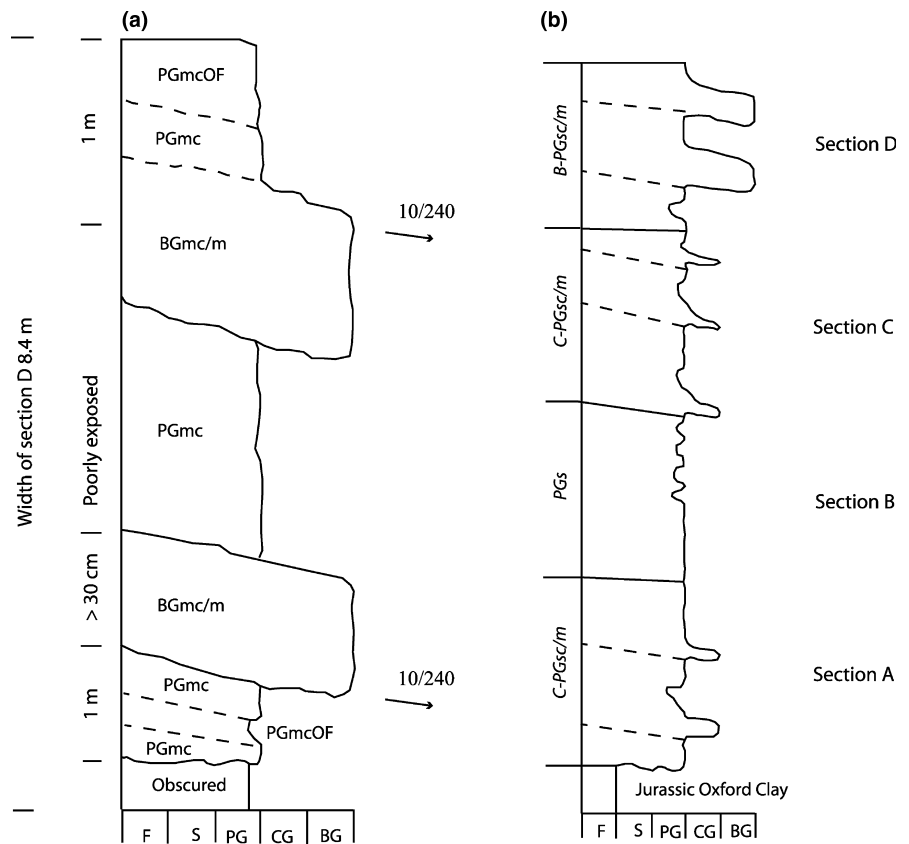 (a)
Width of section D 8.4 m
1 m
Poorly exposed
> 30 cm
1 m
PGmcOF
PGmc
BGmc/m
10/240
PGmc
BGmc/m
10/240
PGmc
PGmcOF
PGmc
Obscured
F S PG CG BG
(b)
B-PGsc/m
Section D
C-PGsc/m
Section C
PGs
Section B
C-PGsc/m
Section A
Jurassic Oxford Clay
F S PG CG BG